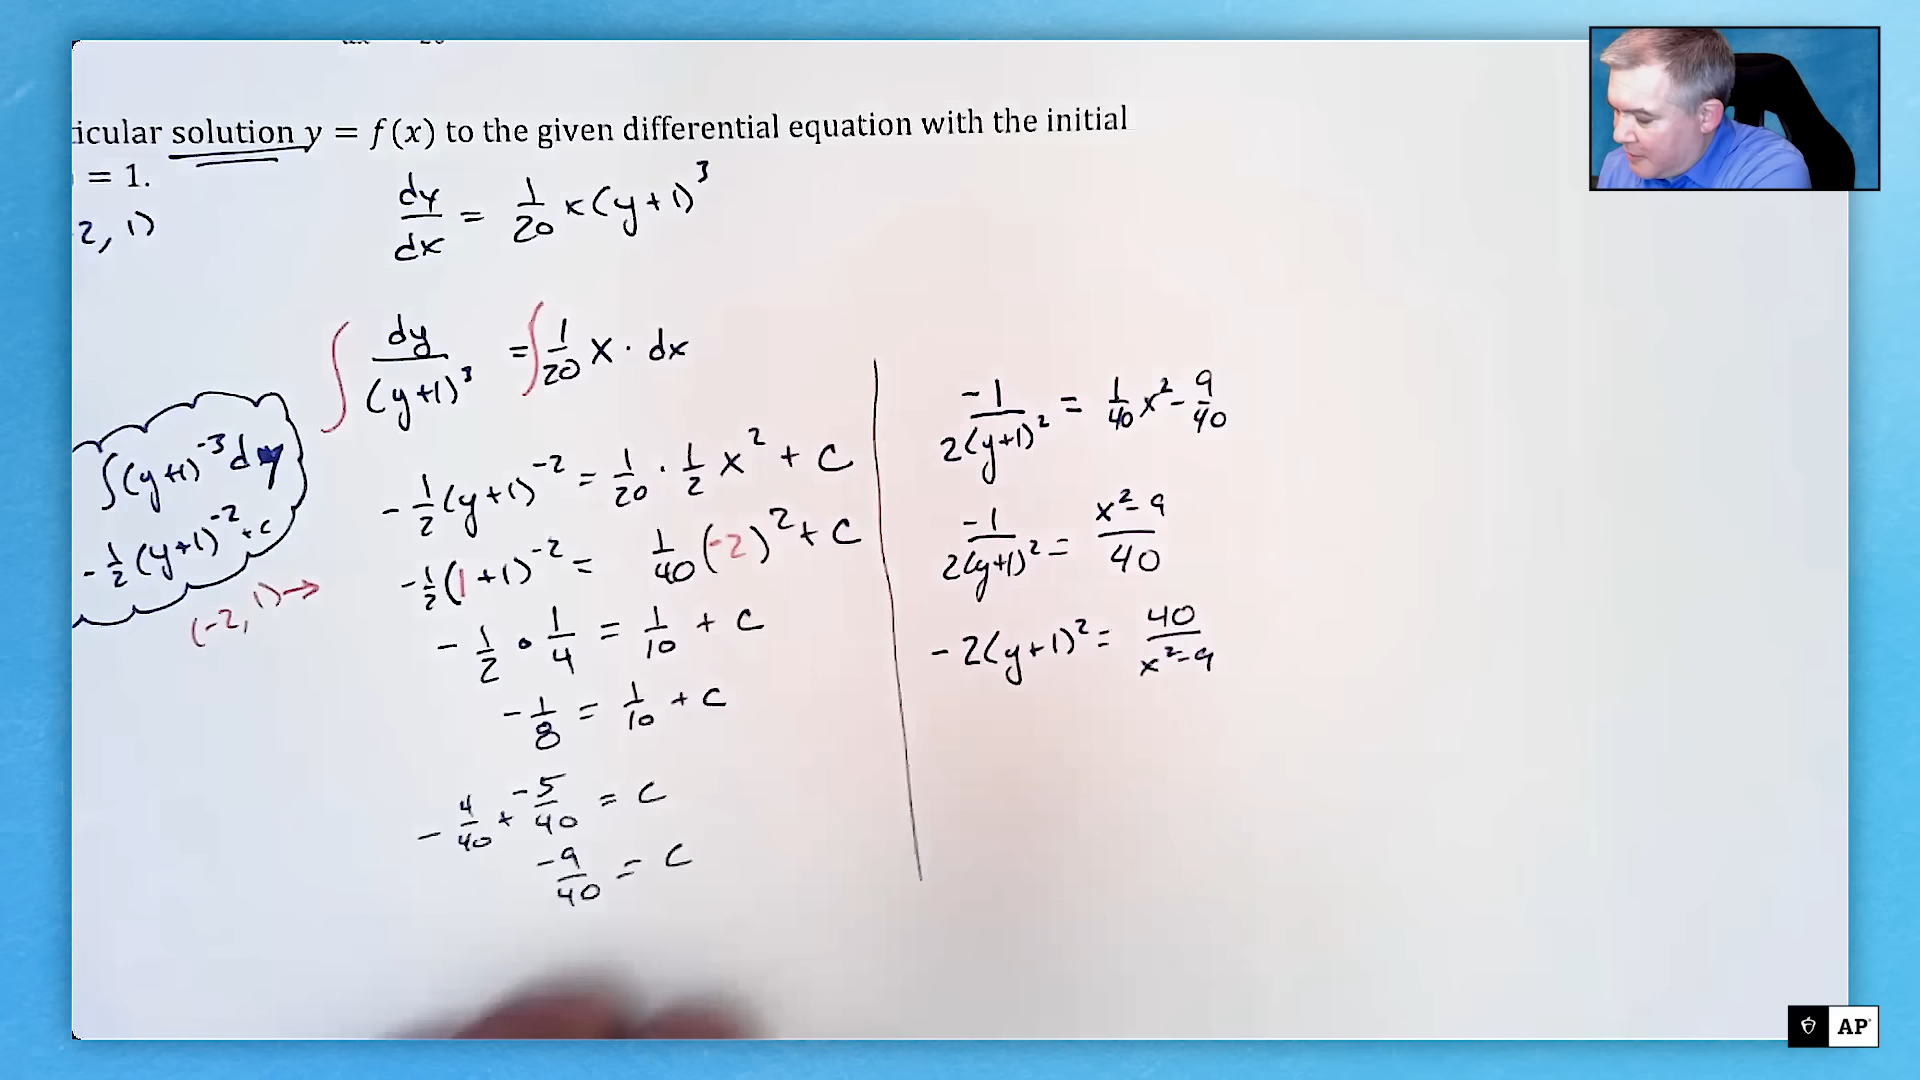 icular solution y = f(x) to the given differential equation with the initial
= 1.
2, 1)
dy/dx = 1/20 x(y+1)^3
∫ dy/(y+1)^3 = ∫ 1/20 x · dx
∫(y+1)^-3 dy
-1/2 (y+1)^-2 + c
(-2, 1) →
-1/2 (y+1)^-2 = 1/20 · 1/2 x^2 + C
-1/2 (1+1)^-2 = 1/40 (-2)^2 + C
-1/2 · 1/4 = 1/10 + C
-1/8 = 1/10 + C
-4/40 + -5/40 = C
-9/40 = C
-1/2(y+1)^2 = 1/40 x^2 - 9/40
-1/2(y+1)^2 = x^2-9/40
-2(y+1)^2 = 40/x^2-9
AP